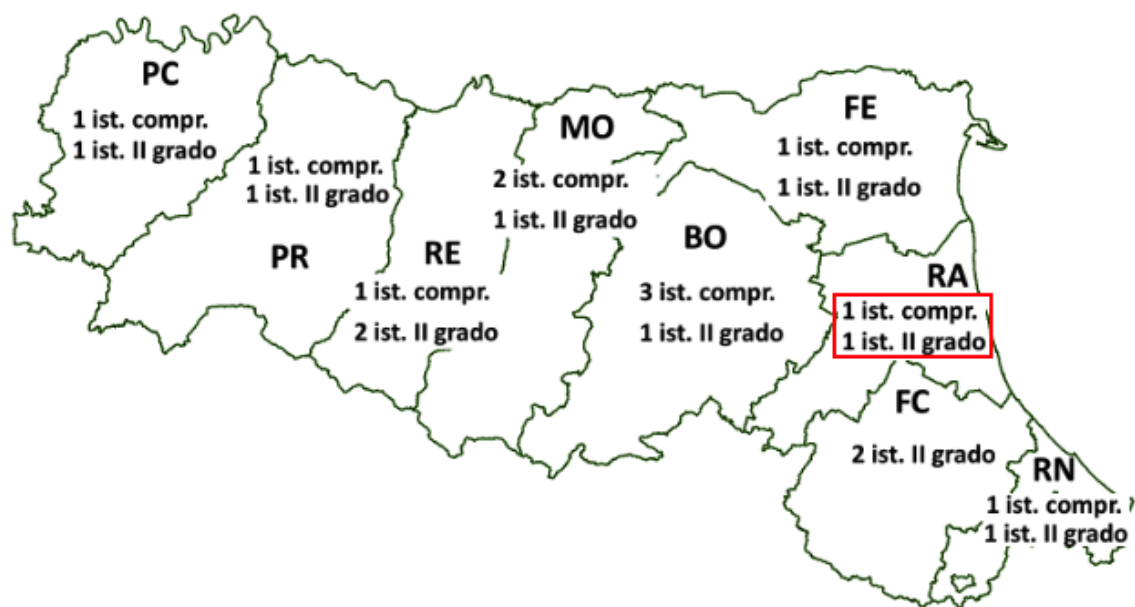 PC
1 ist. compr.
1 ist. II grado
1 ist. compr.
1 ist. II grado
PR
RE
1 ist. compr.
2 ist. II grado
MO
2 ist. compr.
1 ist. II grado
BO
3 ist. compr.
1 ist. II grado
FE
1 ist. compr.
1 ist. II grado
RA
1 ist. compr.
1 ist. II grado
FC
2 ist. II grado
RN
1 ist. compr.
1 ist. II grado